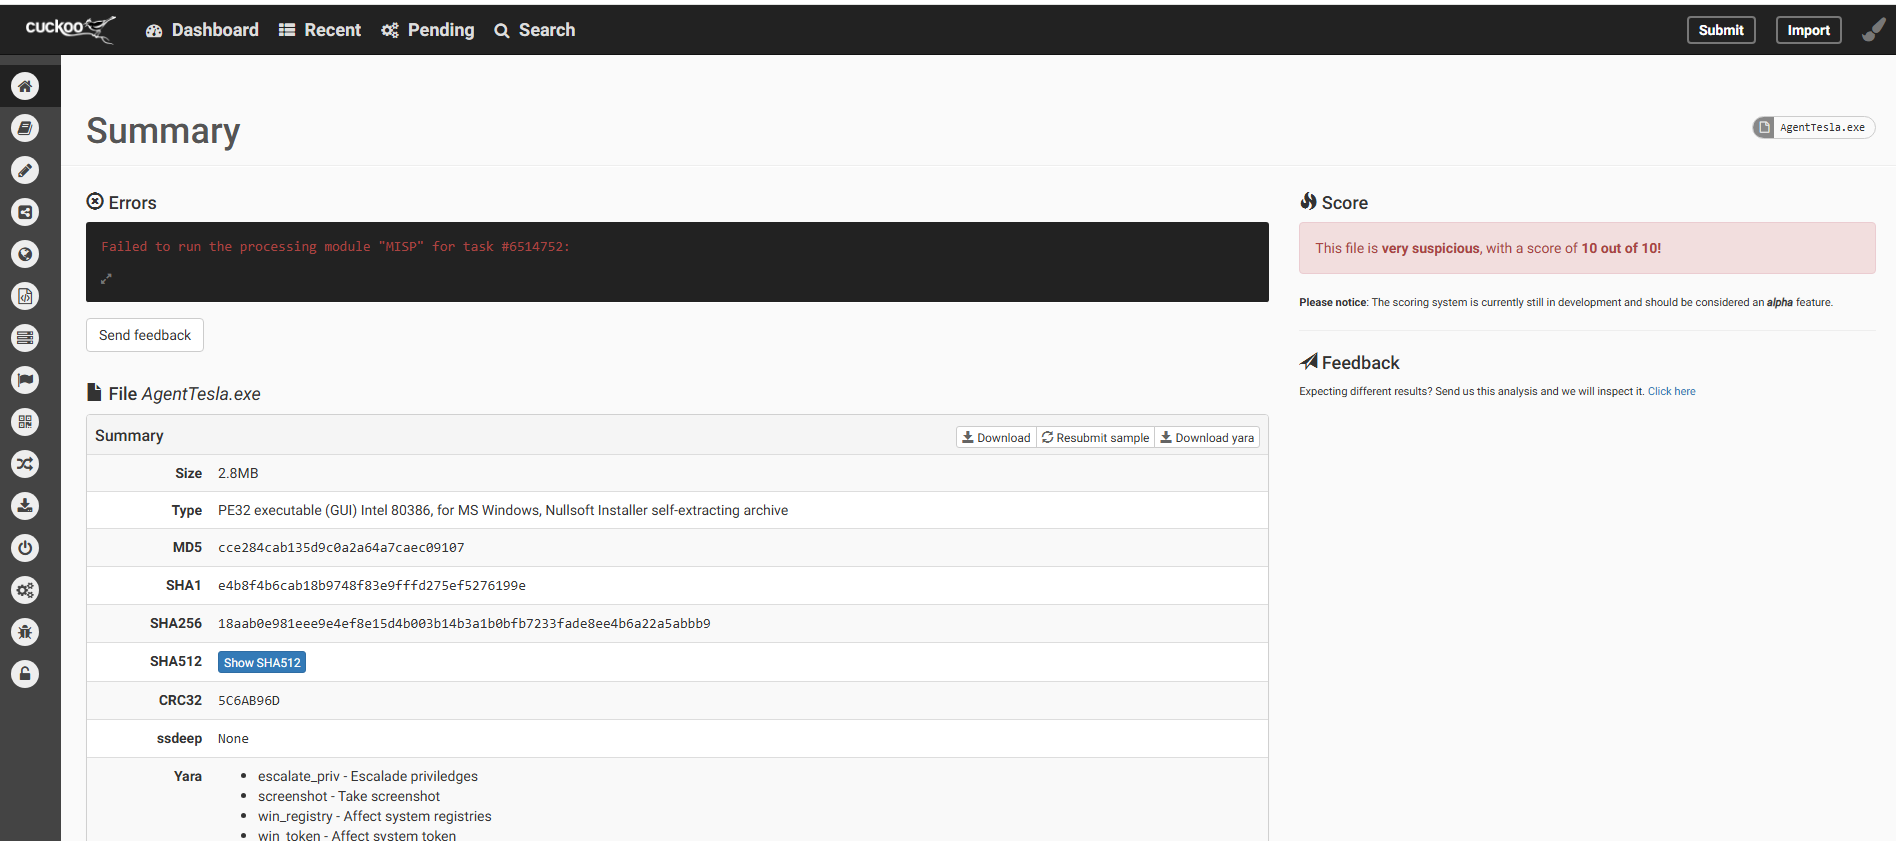 cuckoo Dashboard Recent Pending Search Submit Import
Summary
AgentTesla.exe
Errors
Failed to run the processing module "MISP" for task #6514752:
Send feedback
Score
This file is very suspicious, with a score of 10 out of 10!
Please notice: The scoring system is currently still in development and should be considered an alpha feature.
Feedback
Expecting different results? Send us this analysis and we will inspect it. Click here
File AgentTesla.exe
Summary Download Resubmit sample Download yara
Size 2.8MB
Type PE32 executable (GUI) Intel 80386, for MS Windows, Nullsoft Installer self-extracting archive
MD5 cce284cab135d9c0a2a64a7caec09107
SHA1 e4b8f4b6cab18b9748f83e9fffd275ef5276199e
SHA256 18aab0e981eee9e4ef8e15d4b003b14b3a1b0bfb7233fade8ee4b6a22a5abbb9
SHA512 Show SHA512
CRC32 5C6AB96D
ssdeep None
Yara
escalate_priv - Escalade priviledges
screenshot - Take screenshot
win_registry - Affect system registries
win_token - Affect system token